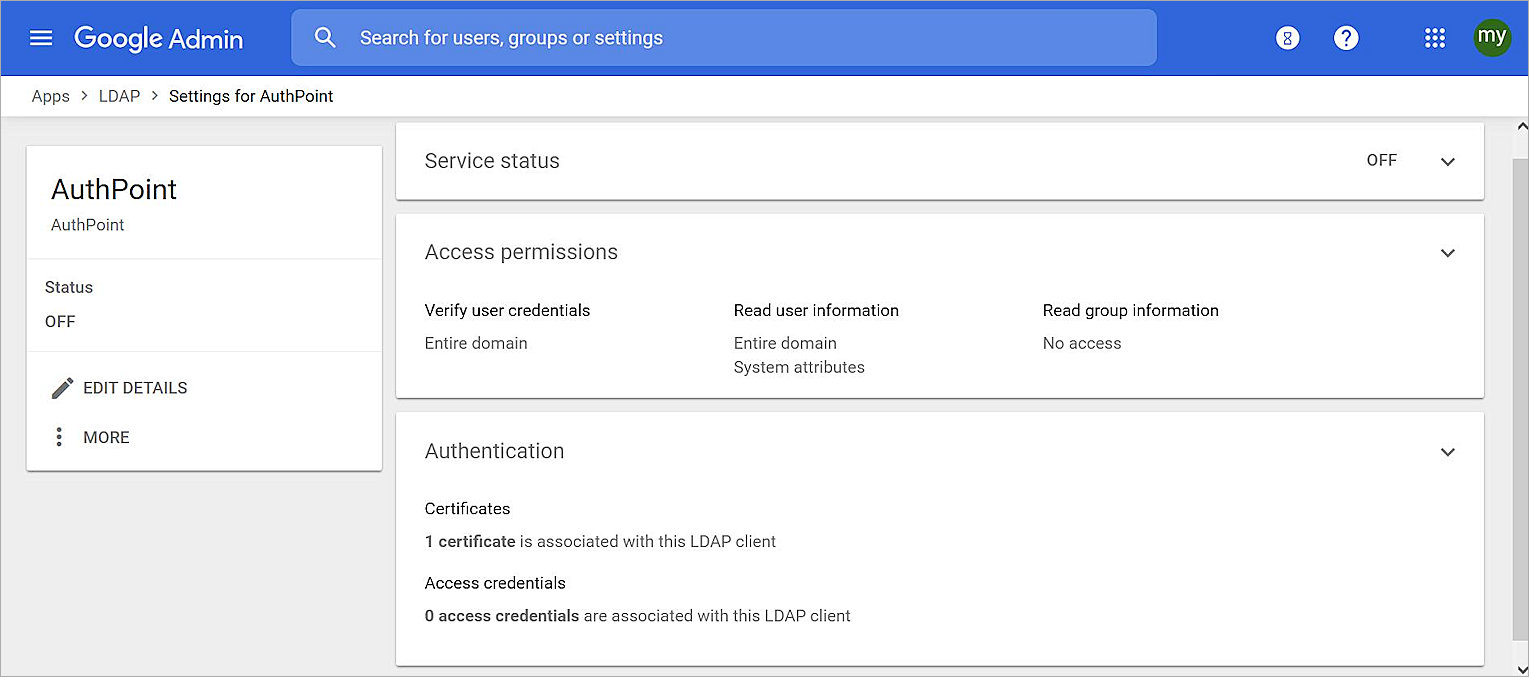 Google Admin
Search for users, groups or settings
my
Apps > LDAP > Settings for AuthPoint
AuthPoint
AuthPoint
Status
OFF
EDIT DETAILS
MORE
Service status
OFF
Access permissions
Verify user credentials
Entire domain
Read user information
Entire domain
System attributes
Read group information
No access
Authentication
Certificates
1 certificate is associated with this LDAP client
Access credentials
0 access credentials are associated with this LDAP client